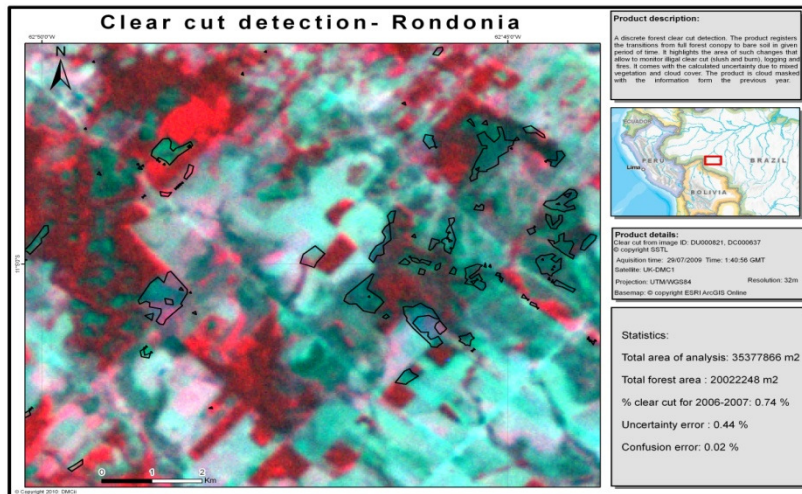 Clear cut detection- Rondonia
62°50'0"W
62°45'0"W
N
0 1 2
Km
© Copyright 2010 DMCii
Product description:
A discrete forest clear cut detection. The product registers
the transitions from full forest conopy to bare soil in given
period of time. It highlights the area of such changes that
allow to monitor illigal clear cut (slush and burn), logging and
fires. It comes with the calculated uncertainty due to mixed
vegetation and cloud cover. The product is cloud masked
with the information form the previous year.
ECUADOR
PERU
Lima
BRAZIL
BOLIVIA
Product details:
Clear cut from image ID: DU000821, DC000637
© copyright SSTL
Aquisition time: 29/07/2009 Time: 1:40:56 GMT
Satellite: UK-DMC1
Resolution: 32m
Projection: UTM/WGS84
Basemap: © copyright ESRI ArcGIS Online
Statistics:
Total area of analysis: 35377866 m2
Total forest area : 20022248 m2
% clear cut for 2006-2007: 0.74 %
Uncertainty error : 0.44 %
Confusion error: 0.02 %